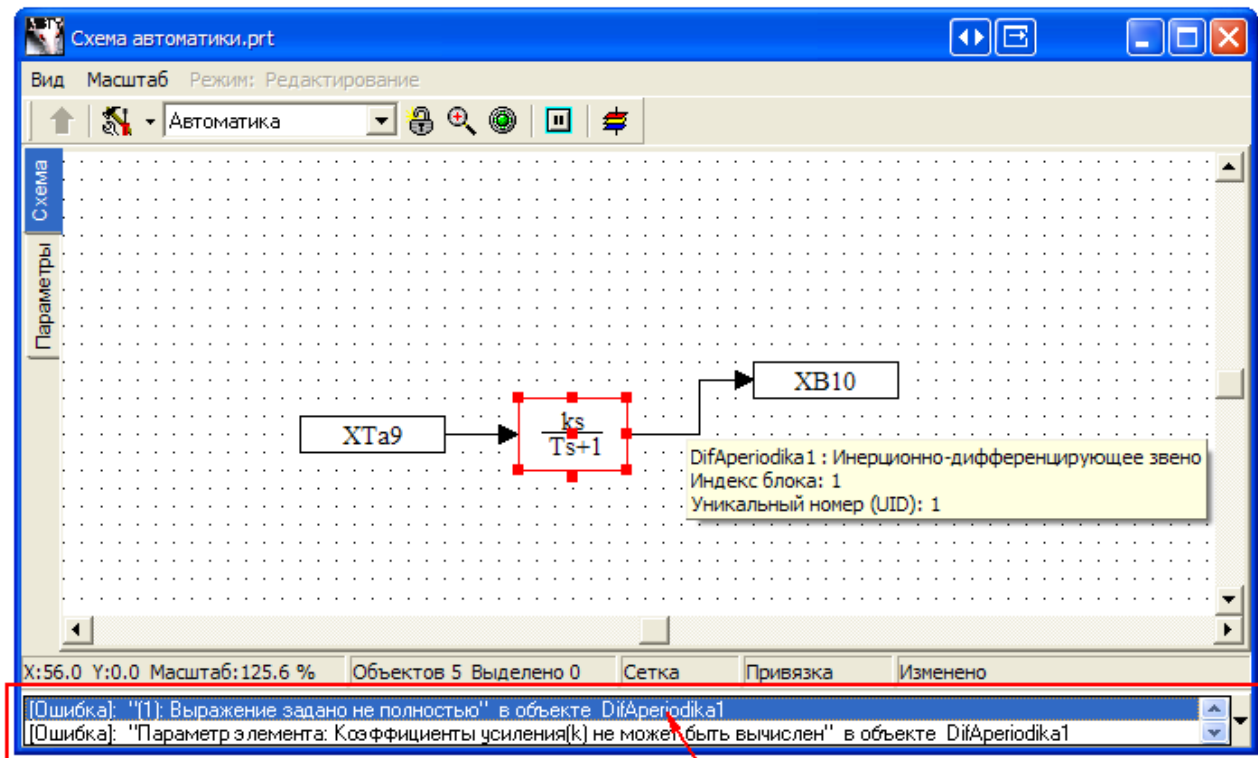 Схема автоматики.prt
Вид Масштаб Режим: Редактирование
Автоматика
Схема
Параметры
XTa9
ks
Ts+1
XB10
DifAperiodika1 : Инерционно-дифференцирующее звено
Индекс блока: 1
Уникальный номер (UID): 1
X:56.0 Y:0.0 Масштаб:125.6 % Объектов 5 Выделено 0 Сетка Привязка Изменено
[Ошибка]: "(1): Выражение задано не полностью" в объекте DifAperiodika1
[Ошибка]: "Параметр элемента: Коэффициенты усиления(k) не может быть вычислен" в объекте DifAperiodika1